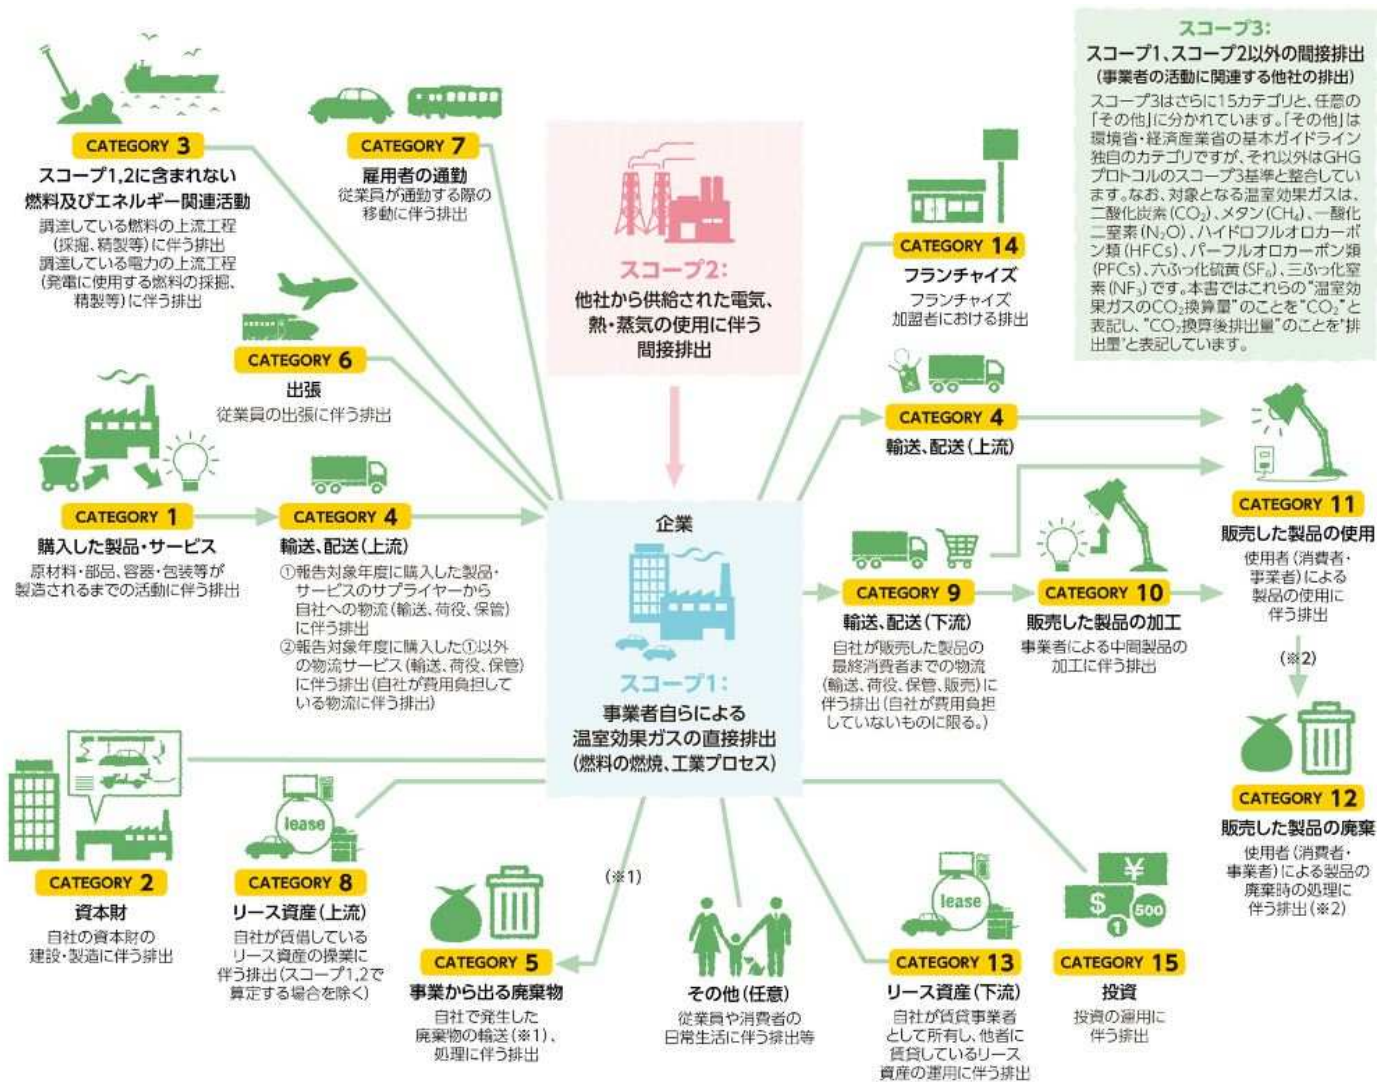 スコープ3:
スコープ1、スコープ2以外の間接排出
(事業者の活動に関連する他社の排出)
スコープ3はさらに15カテゴリと、任意の
「その他」に分かれています。「その他」は
環境省・経済産業省の基本ガイドライン
独自のカテゴリですが、それ以外はGHG
プロトコルのスコープ3基準と整合してい
ます。なお、対象となる温室効果ガスは、
二酸化炭素(CO₂)、メタン(CH₄)、一酸化
二窒素(N₂O)、ハイドロフルオロカーボ
ン類(HFCs)、パーフルオロカーボン類
(PFCs)、六ふっ化硫黄(SF₆)、三ふっ化窒
素(NF₃)です。本書ではこれらの"温室効
果ガスのCO₂換算量"のことを"CO₂"と
表記し、"CO₂換算後排出量"のことを"排
出量"と表記しています。
CATEGORY 3
スコープ1,2に含まれない
燃料及びエネルギー関連活動
調達している燃料の上流工程
(採掘、精製等)に伴う排出
調達している電力の上流工程
(発電に使用する燃料の採掘、
精製等)に伴う排出
CATEGORY 7
雇用者の通勤
従業員が通勤する際の
移動に伴う排出
スコープ2:
他社から供給された電気、
熱・蒸気の使用に伴う
間接排出
CATEGORY 14
フランチャイズ
フランチャイズ
加盟者における排出
CATEGORY 6
出張
従業員の出張に伴う排出
CATEGORY 4
輸送、配送(上流)
CATEGORY 1
購入した製品・サービス
原材料・部品、容器・包装等が
製造されるまでの活動に伴う排出
CATEGORY 4
輸送、配送(上流)
①報告対象年度に購入した製品・
サービスのサプライヤーから
自社への物流(輸送、荷役、保管)
に伴う排出
②報告対象年度に購入した①以外
の物流サービス(輸送、荷役、保管)
に伴う排出(自社が費用負担して
いる物流に伴う排出)
企業
スコープ1:
事業者自らによる
温室効果ガスの直接排出
(燃料の燃焼、工業プロセス)
CATEGORY 9
輸送、配送(下流)
自社が販売した製品の
最終消費者までの物流
(輸送、荷役、保管、販売)に
伴う排出(自社が費用負担
していないものに限る。)
CATEGORY 10
販売した製品の加工
事業者による中間製品の
加工に伴う排出
CATEGORY 11
販売した製品の使用
使用者(消費者・
事業者)による
製品の使用に
伴う排出
(※2)
CATEGORY 12
販売した製品の廃棄
使用者(消費者・
事業者)による製品の
廃棄時の処理に
伴う排出(※2)
CATEGORY 2
資本財
自社の資本財の
建設・製造に伴う排出
lease
CATEGORY 8
リース資産(上流)
自社が賃借している
リース資産の操業に
伴う排出(スコープ1,2で
算定する場合を除く)
(※1)
CATEGORY 5
事業から出る廃棄物
自社で発生した
廃棄物の輸送(※1)、
処理に伴う排出
その他(任意)
従業員や消費者の
日常生活に伴う排出等
lease
CATEGORY 13
リース資産(下流)
自社が賃貸事業者
として所有し、他者に
賃貸しているリース
資産の運用に伴う排出
¥
$
500
1
CATEGORY 15
投資
投資の運用に
伴う排出